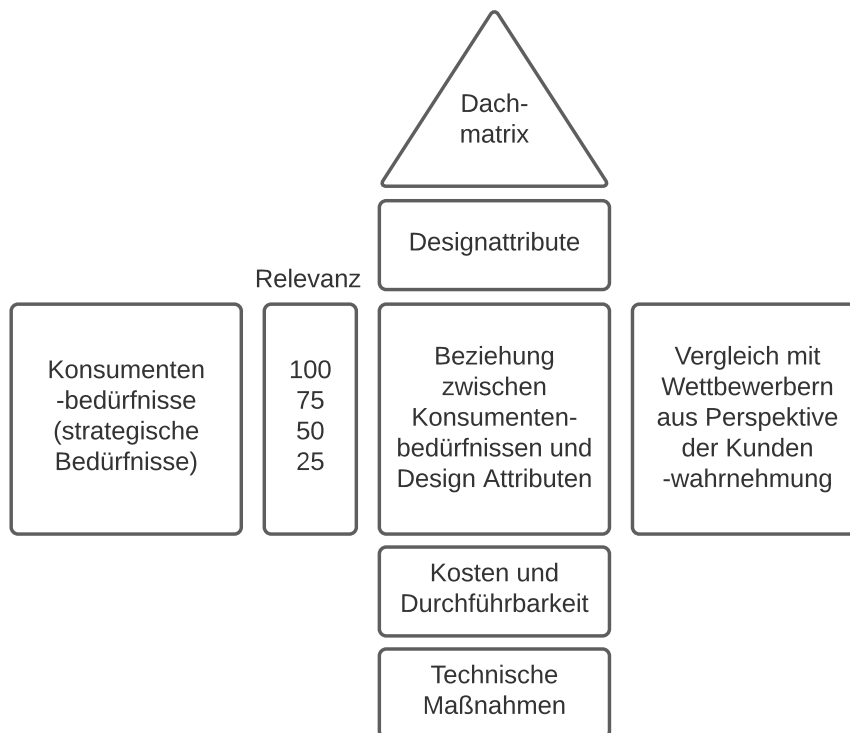 Dach-
matrix
Designattribute
Relevanz
Konsumenten
-bedürfnisse
(strategische
Bedürfnisse)
100
75
50
25
Beziehung
zwischen
Konsumenten-
bedürfnissen und
Design Attributen
Vergleich mit
Wettbewerbern
aus Perspektive
der Kunden
-wahrnehmung
Kosten und
Durchführbarkeit
Technische
Maßnahmen